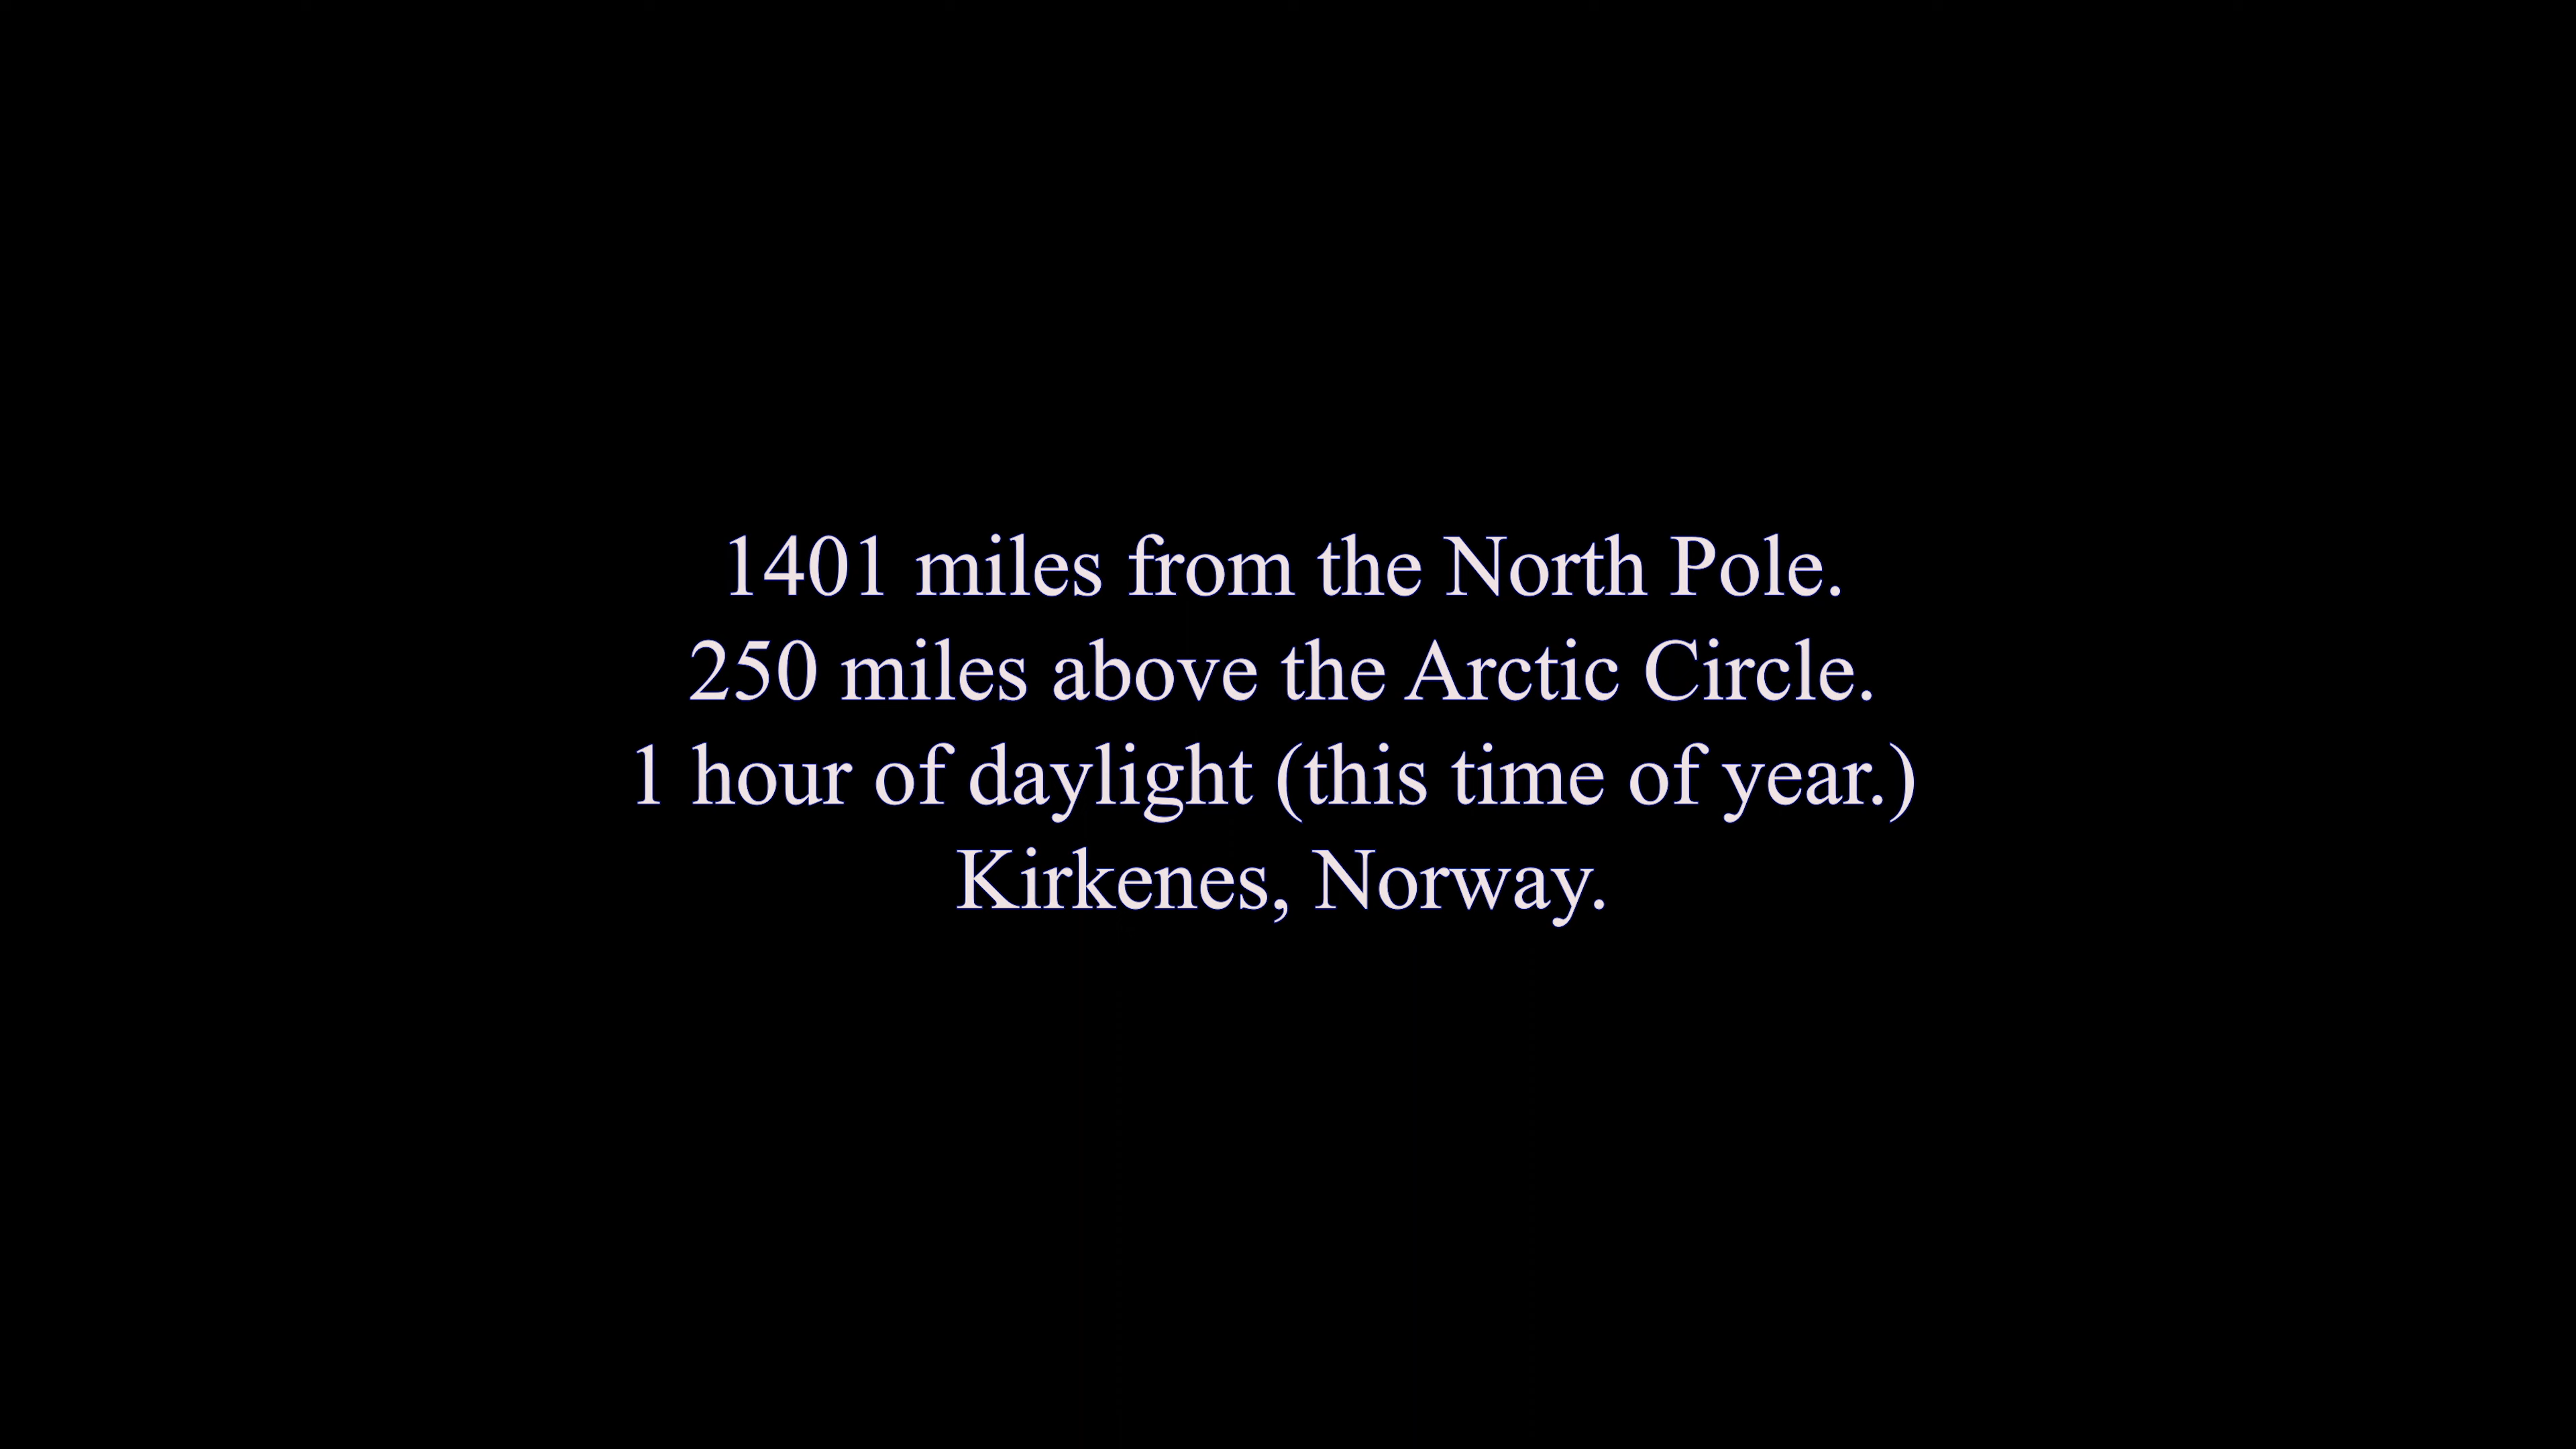 1401 miles from the North Pole.
250 miles above the Arctic Circle.
1 hour of daylight (this time of year.)
Kirkenes, Norway.